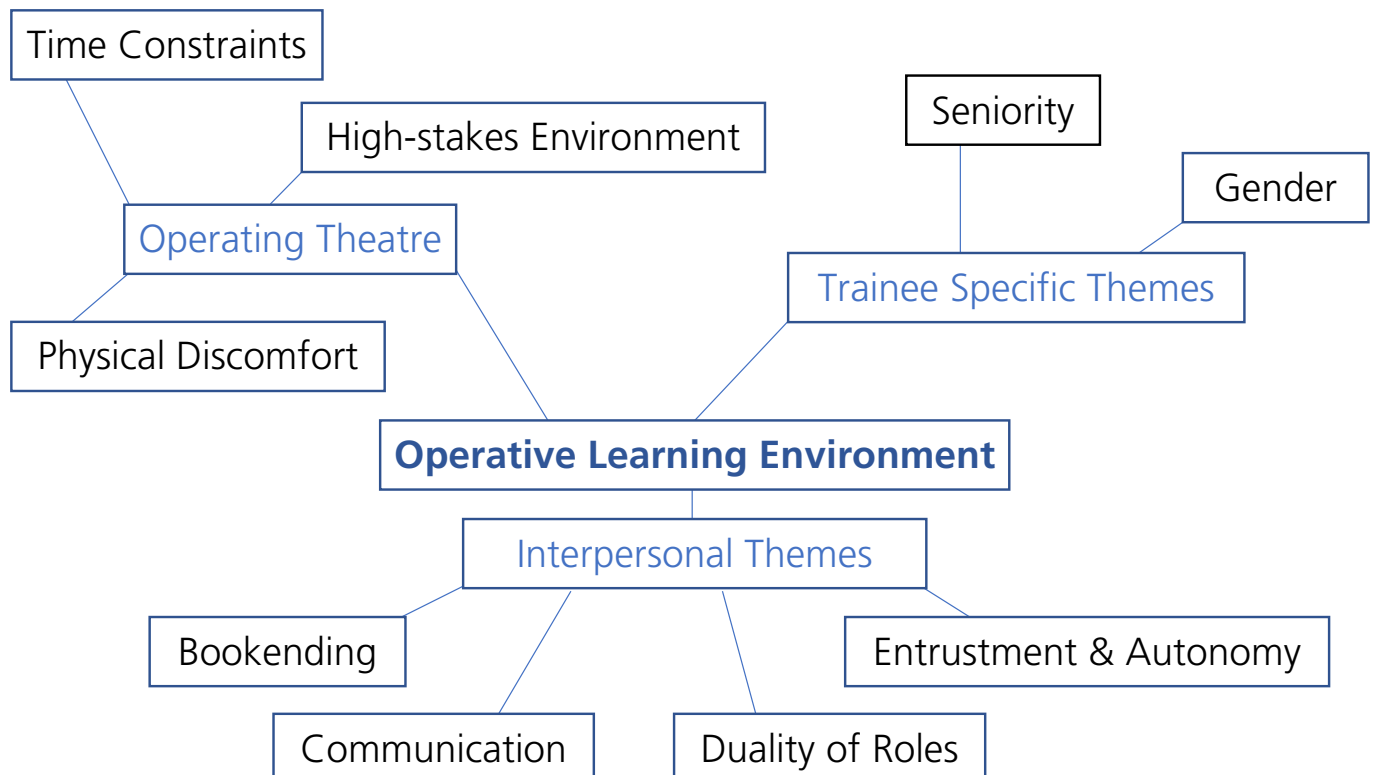 Time Constraints
High-stakes Environment
Seniority
Gender
Operating Theatre
Trainee Specific Themes
Physical Discomfort
Operative Learning Environment
Interpersonal Themes
Bookending
Entrustment & Autonomy
Communication
Duality of Roles